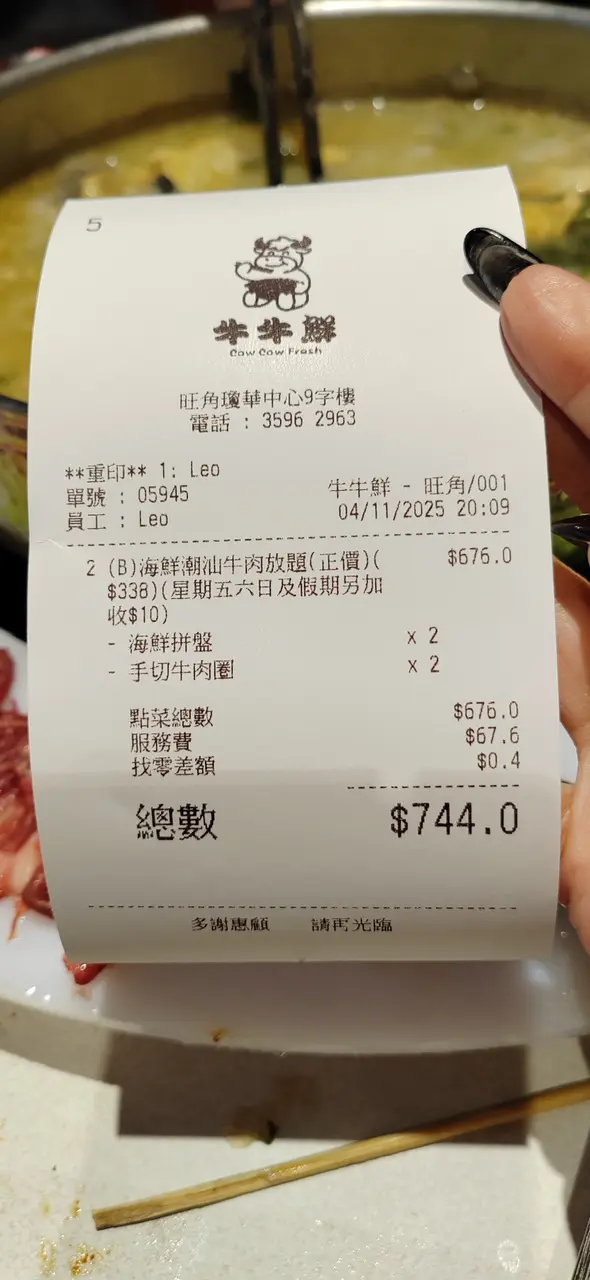 5
牛牛鮮
Cow Cow Fresh
旺角瓊華中心9字樓
電話 : 3596 2963
**重印** 1: Leo
單號 : 05945
牛牛鮮 - 旺角/001
員工 : Leo
04/11/2025 20:09
2 (B)海鮮潮汕牛肉放題(正價)( $676.0
$338)(星期五六日及假期另加
收$10)
- 海鮮拼盤 x 2
- 手切牛肉圈 x 2
點菜總數 $676.0
服務費 $67.6
找零差額 $0.4
總數 $744.0
多謝惠顧 請再光臨